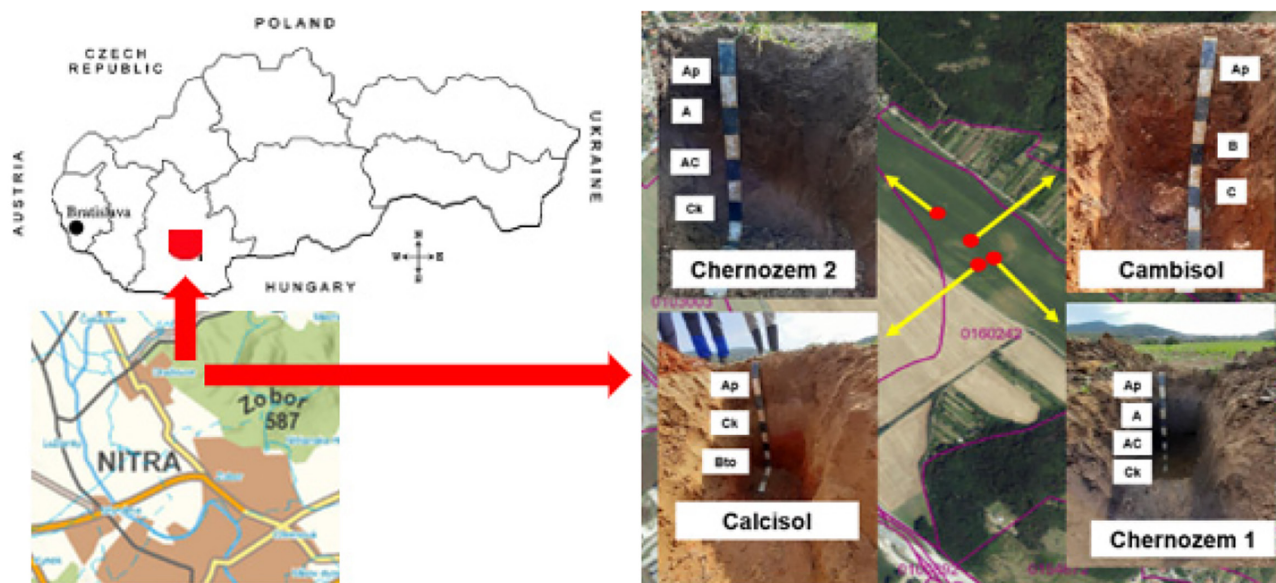 POLAND
CZECH
REPUBLIC
AUSTRIA
UKRAINE
Bratislava
N
W
E
S
HUNGARY
Zobor
587
NITRA
Ap
A
AC
Ck
Chernozem 2
Ap
B
C
Cambisol
0103003
0160242
Ap
Ck
Bto
Calcisol
Ap
A
AC
Ck
Chernozem 1